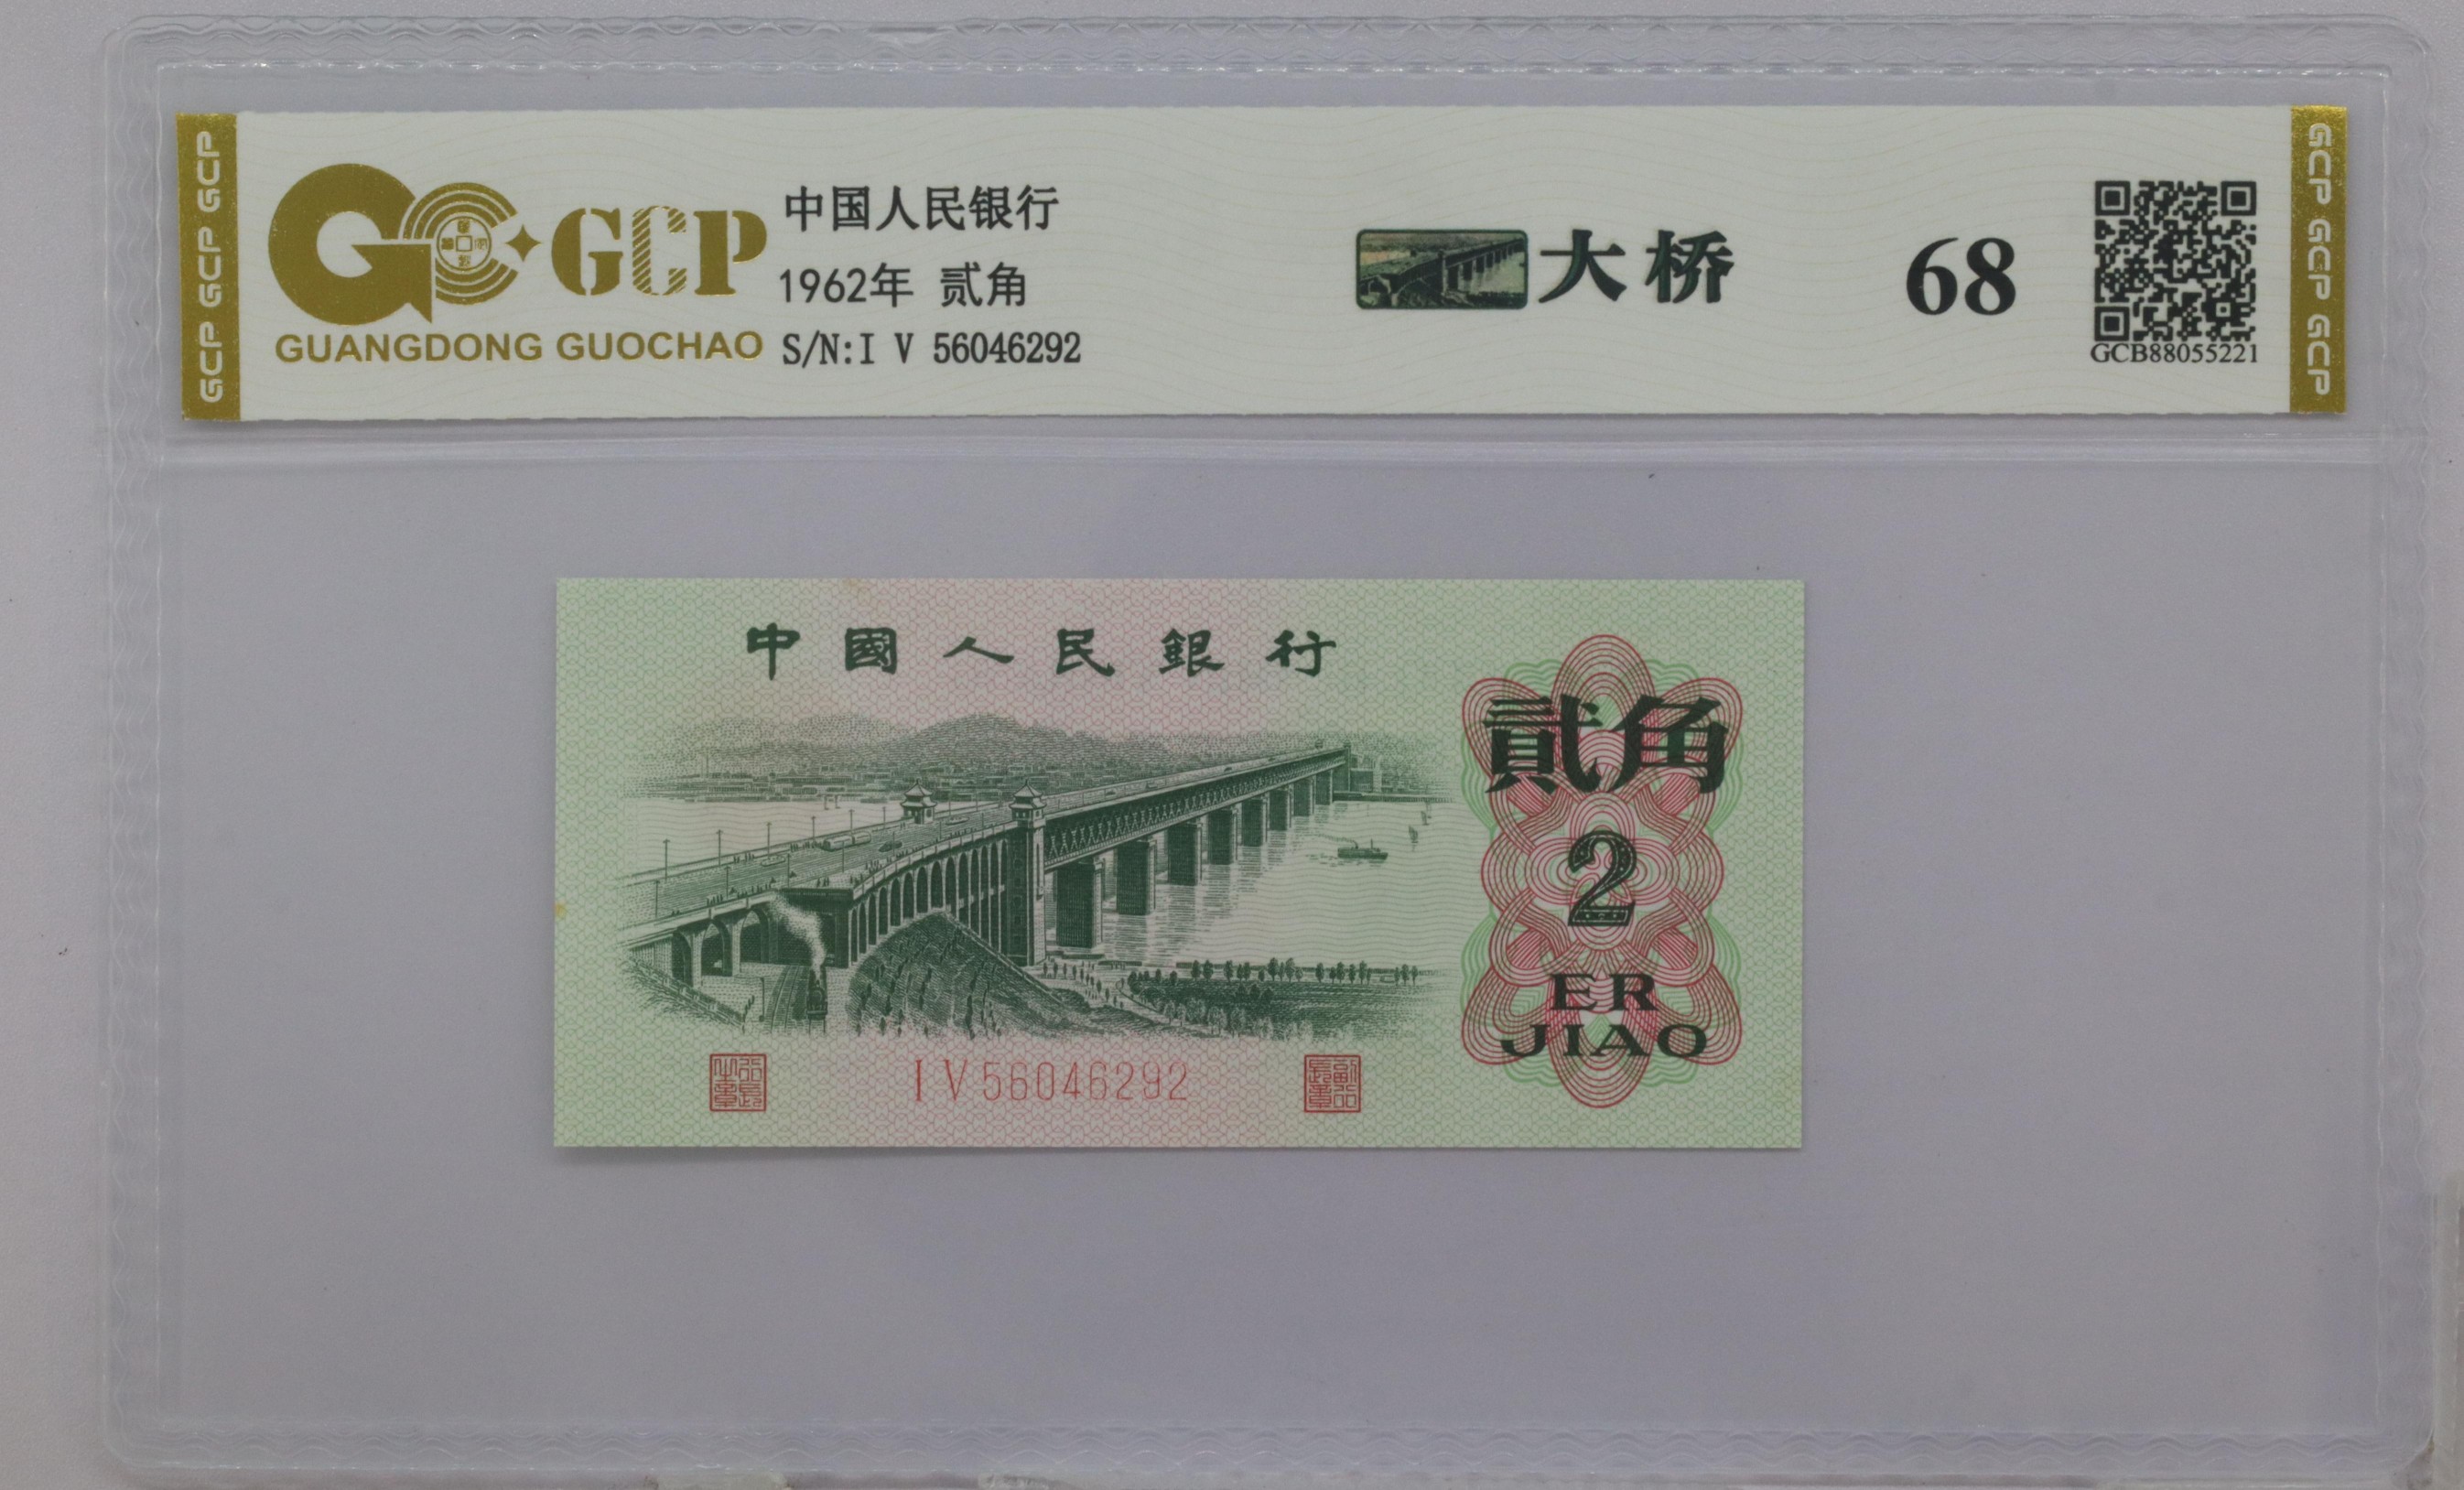 GCP GCP GCP
GCP
GUANGDONG GUOCHAO
中国人民银行
1962年 贰角
S/N:I V 56046292
大桥
68
GCB88055221
GCP GCP GCP
中國人民銀行
貳角
2
ER
JIAO
I V 56046292